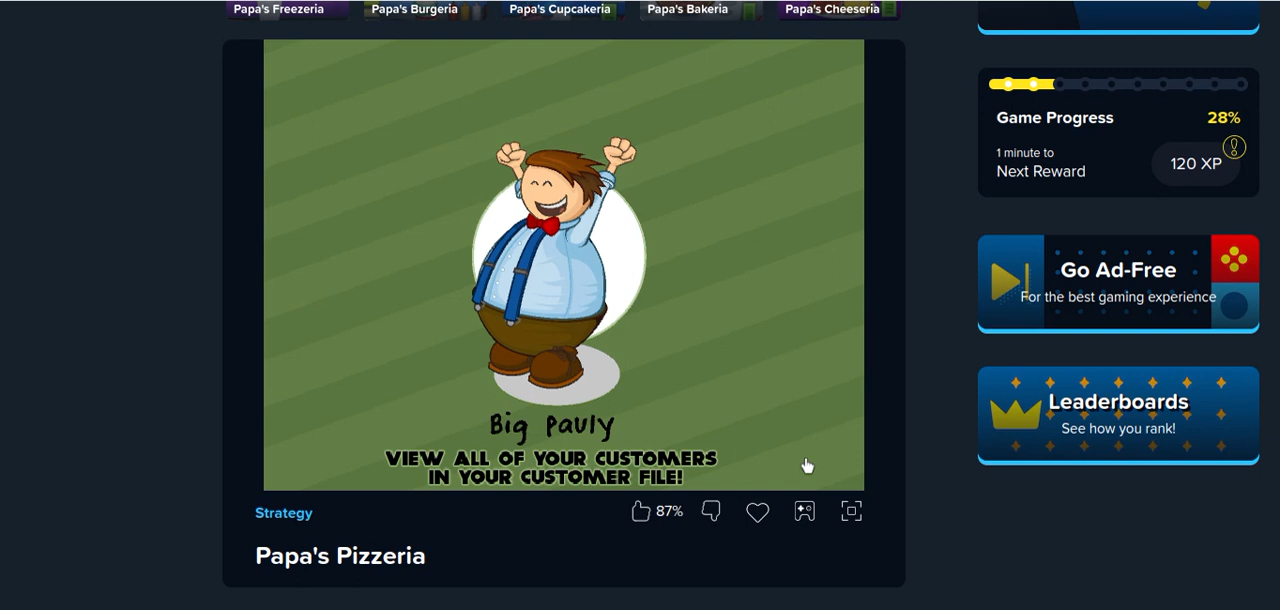 Papa's Freezeria
Papa's Burgeria
Papa's Cupcakeria
Papa's Bakeria
Papa's Cheeseria
Big Pauly
VIEW ALL OF YOUR CUSTOMERS
IN YOUR CUSTOMER FILE!
Strategy
87%
Papa's Pizzeria
Game Progress
28%
1 minute to
Next Reward
120 XP
Go Ad-Free
For the best gaming experience
Leaderboards
See how you rank!